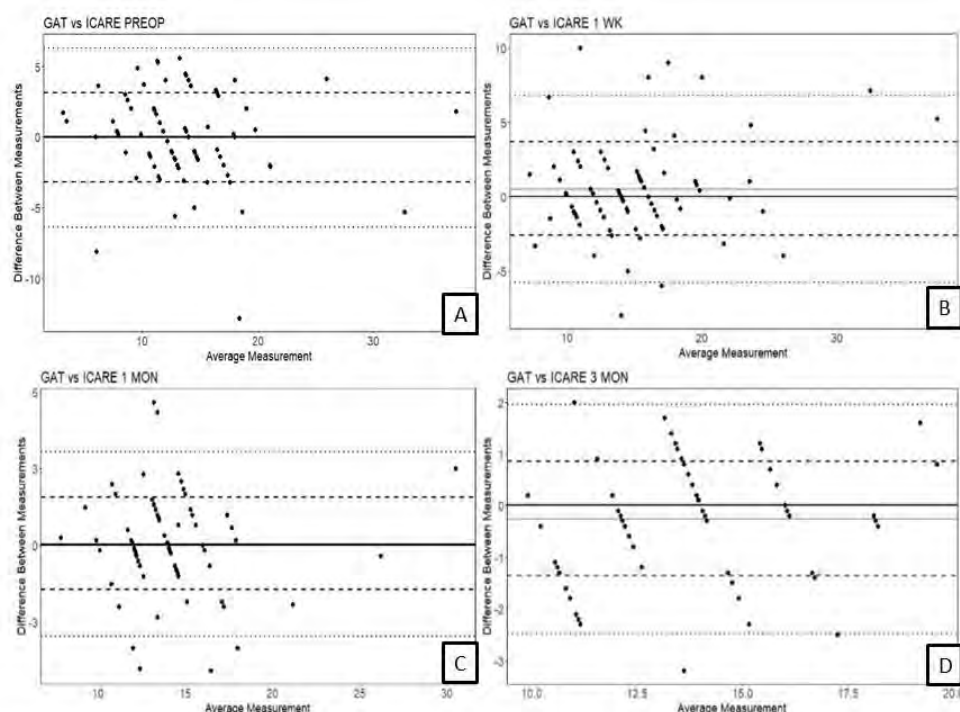 GAT vs ICARE PREOP
Difference Between Measurements
5
0
-5
-10
10
20
30
Average Measurement
A
GAT vs ICARE 1 WK
Difference Between Measurements
10
5
0
-5
10
20
30
Average Measurement
B
GAT vs ICARE 1 MON
Difference Between Measurements
5
3
0
-3
10
15
20
25
30
Average Measurement
C
GAT vs ICARE 3 MON
Difference Between Measurements
2
1
0
-1
-2
-3
10.0
12.5
15.0
17.5
20.0
Average Measurement
D